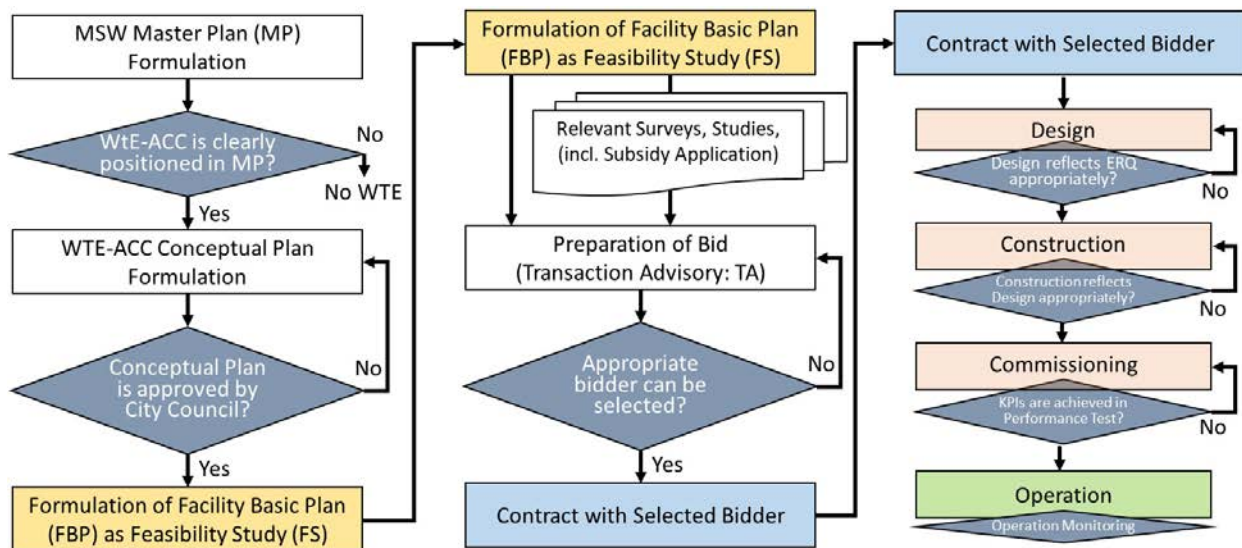 MSW Master Plan (MP)
Formulation
WtE-ACC is clearly
positioned in MP?
No
No WTE
Yes
WTE-ACC Conceptual Plan
Formulation
Conceptual Plan
is approved by
City Council?
No
Yes
Formulation of Facility Basic Plan
(FBP) as Feasibility Study (FS)
Formulation of Facility Basic Plan
(FBP) as Feasibility Study (FS)
Relevant Surveys, Studies,
(incl. Subsidy Application)
Preparation of Bid
(Transaction Advisory: TA)
Appropriate
bidder can be
selected?
No
Yes
Contract with Selected Bidder
Contract with Selected Bidder
Design
Design reflects ERQ
appropriately?
No
Construction
Construction reflects
Design appropriately?
No
Commissioning
KPIs are achieved in
Performance Test?
No
Operation
Operation Monitoring